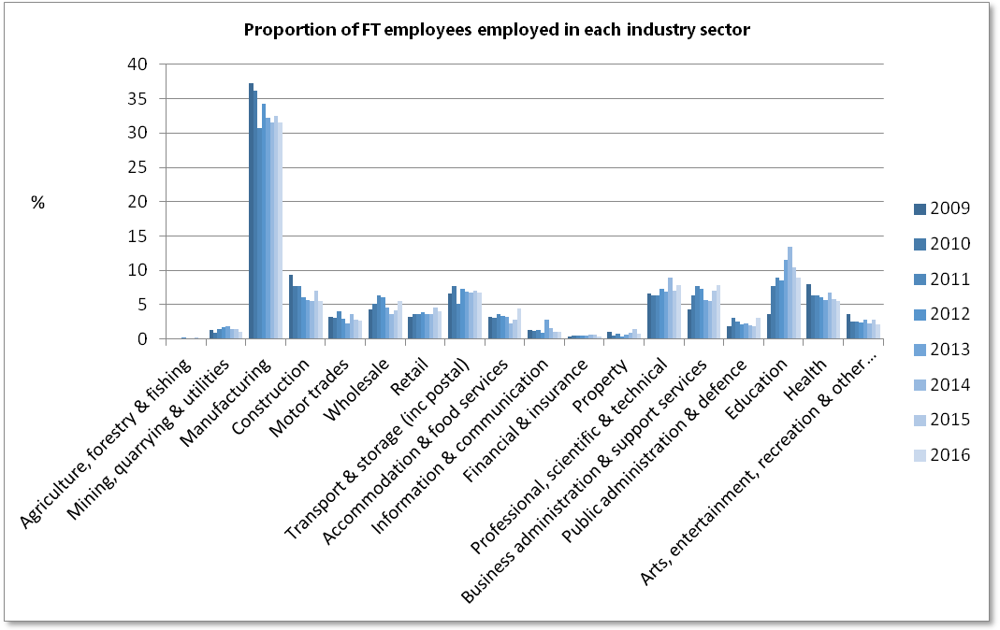 Proportion of FT employees employed in each industry sector
40
35
30
25
20
15
10
5
0
%
Agriculture, forestry & fishing
Mining, quarrying & utilities
Manufacturing
Construction
Motor trades
Wholesale
Retail
Transport & storage (inc postal)
Accommodation & food services
Information & communication
Financial & insurance
Property
Professional, scientific & technical
Business administration & support services
Public administration & defence
Education
Health
Arts, entertainment, recreation & other...
2009
2010
2011
2012
2013
2014
2015
2016